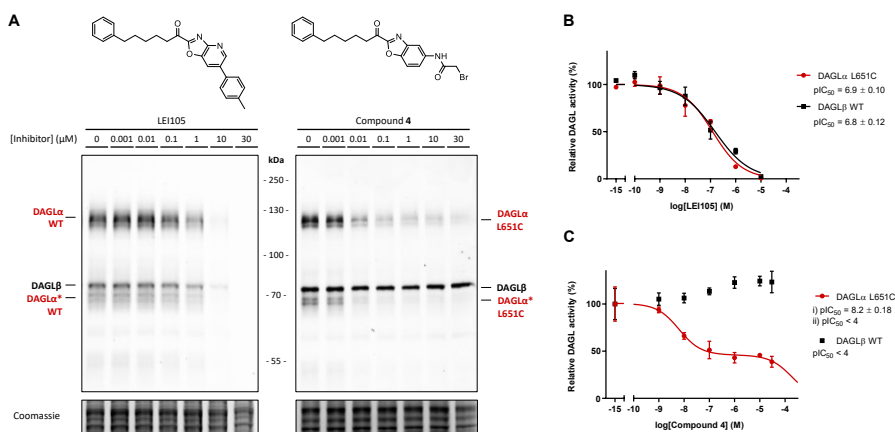 A
O
N
N
O
O
N
O
NH
O
Br
LEI105
Compound 4
[Inhibitor] (µM)
0 0.001 0.01 0.1 1 10 30
0 0.001 0.01 0.1 1 10 30
kDa
- 250 -
- 130 -
- 100 -
- 70 -
- 55 -
DAGLα
WT
DAGLβ
DAGLα*
WT
DAGLα
L651C
DAGLβ
DAGLα*
L651C
Coomassie
B
Relative DAGL activity (%)
100
50
0
-15 -10 -9 -8 -7 -6 -5 -4
log[LEI105] (M)
DAGLα L651C
pIC50 = 6.9 ± 0.10
DAGLβ WT
pIC50 = 6.8 ± 0.12
C
Relative DAGL activity (%)
150
100
50
0
-15 -10 -9 -8 -7 -6 -5 -4
log[Compound 4] (M)
DAGLα L651C
i) pIC50 = 8.2 ± 0.18
ii) pIC50 < 4
DAGLβ WT
pIC50 < 4